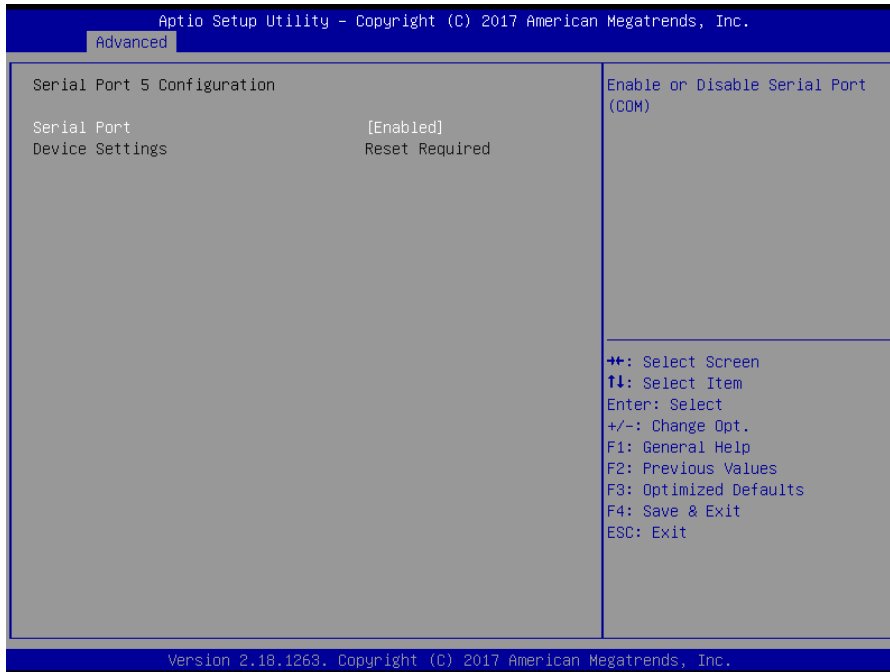 Aptio Setup Utility – Copyright (C) 2017 American Megatrends, Inc.
Advanced
Serial Port 5 Configuration
Serial Port [Enabled]
Device Settings Reset Required
Enable or Disable Serial Port
(COM)
→←: Select Screen
↑↓: Select Item
Enter: Select
+/-: Change Opt.
F1: General Help
F2: Previous Values
F3: Optimized Defaults
F4: Save & Exit
ESC: Exit
Version 2.18.1263. Copyright (C) 2017 American Megatrends, Inc.